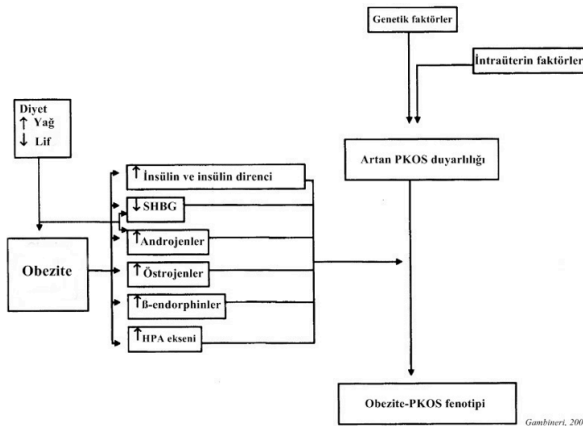 Genetik faktörler
İntraüterin faktörler
Diyet
↑ Yağ
↓ Lif
Artan PKOS duyarlılığı
↑ İnsülin ve insülin direnci
↓ SHBG
↑ Androjenler
Obezite
↑ Östrojenler
↑ ß-endorphinler
↑ HPA ekseni
Obezite-PKOS fenotipi
Gambineri,